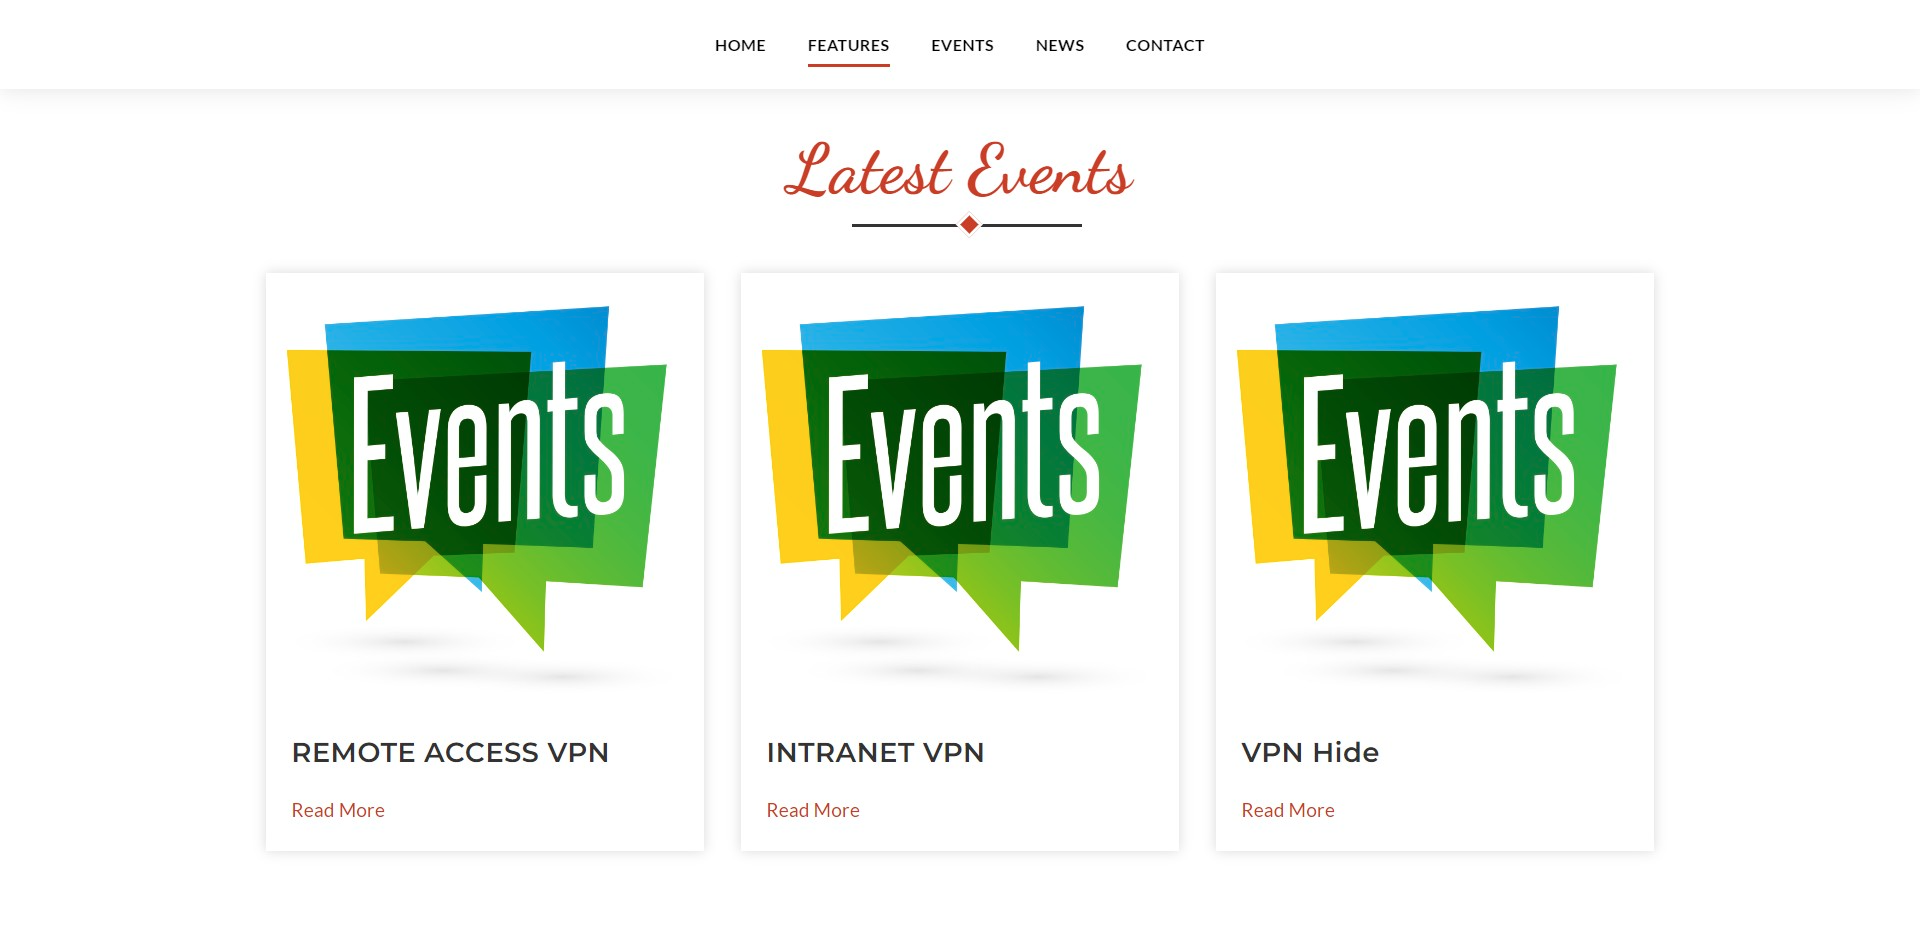 HOME FEATURES EVENTS NEWS CONTACT
Latest Events
Events Events Events
REMOTE ACCESS VPN INTRANET VPN VPN Hide
Read More Read More Read More